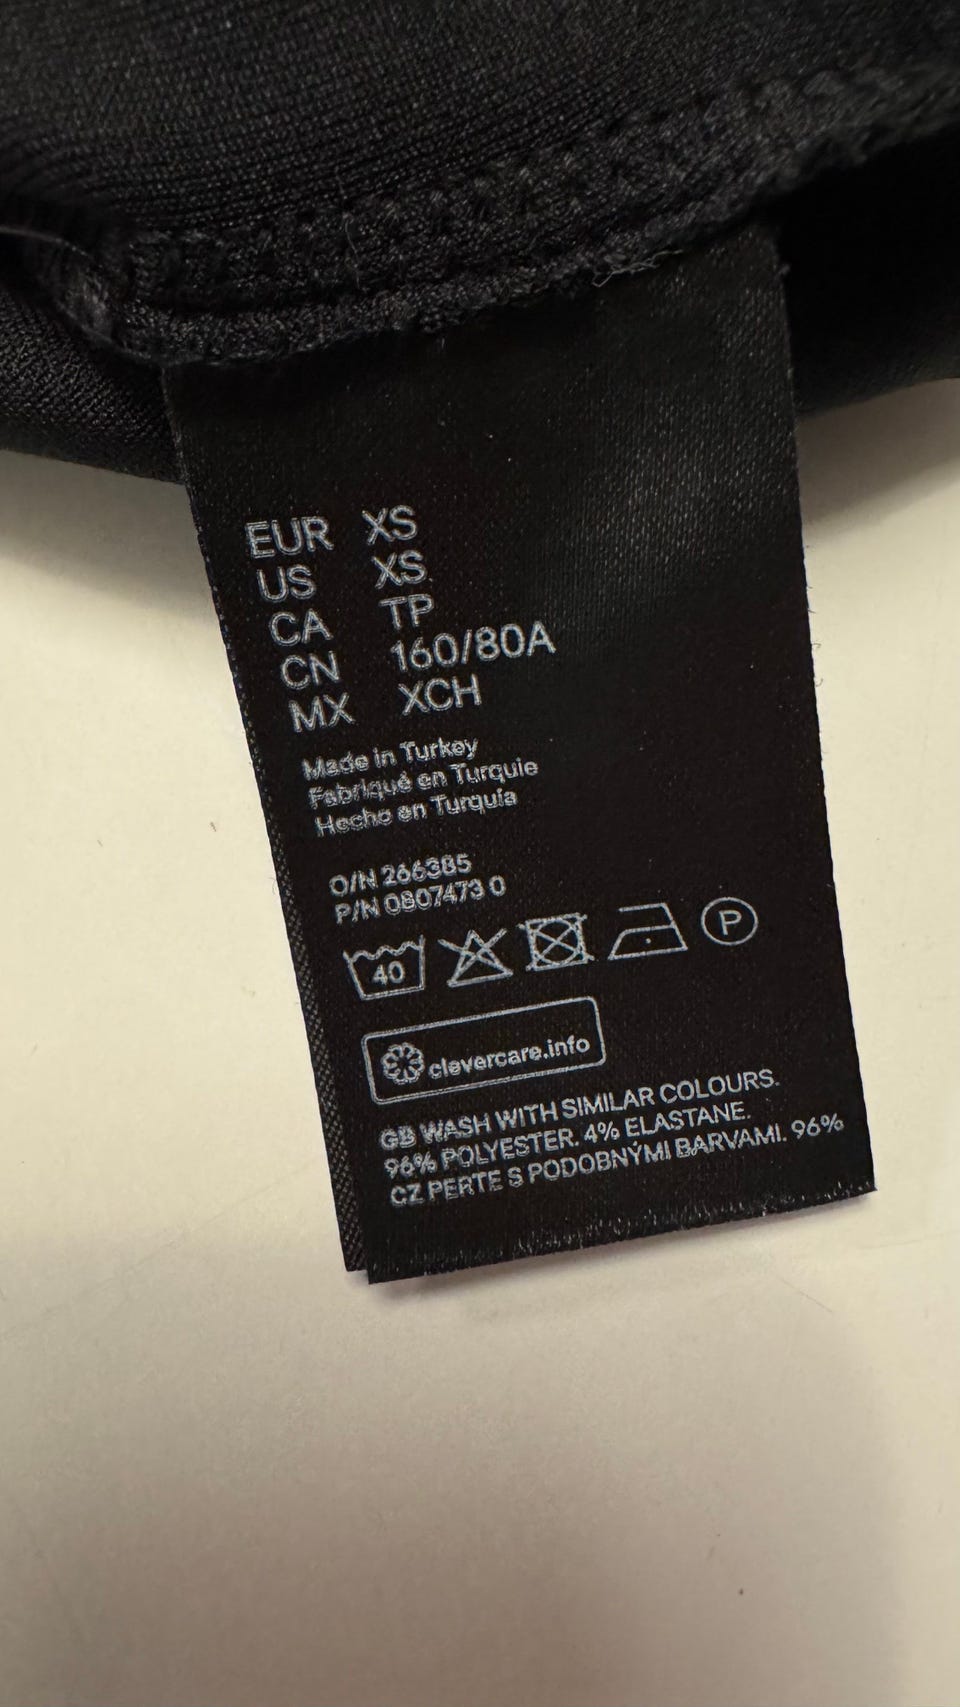 EUR XS
US XS
CA TP
CN 160/80A
MX XCH
Made in Turkey
Fabriqué en Turquie
Hecho en Turquía
O/N 266385
P/N 0807473 0
40 P
clevercare.info
GB WASH WITH SIMILAR COLOURS.
96% POLYESTER. 4% ELASTANE.
CZ PERTE S PODOBNÝMI BARVAMI. 96%